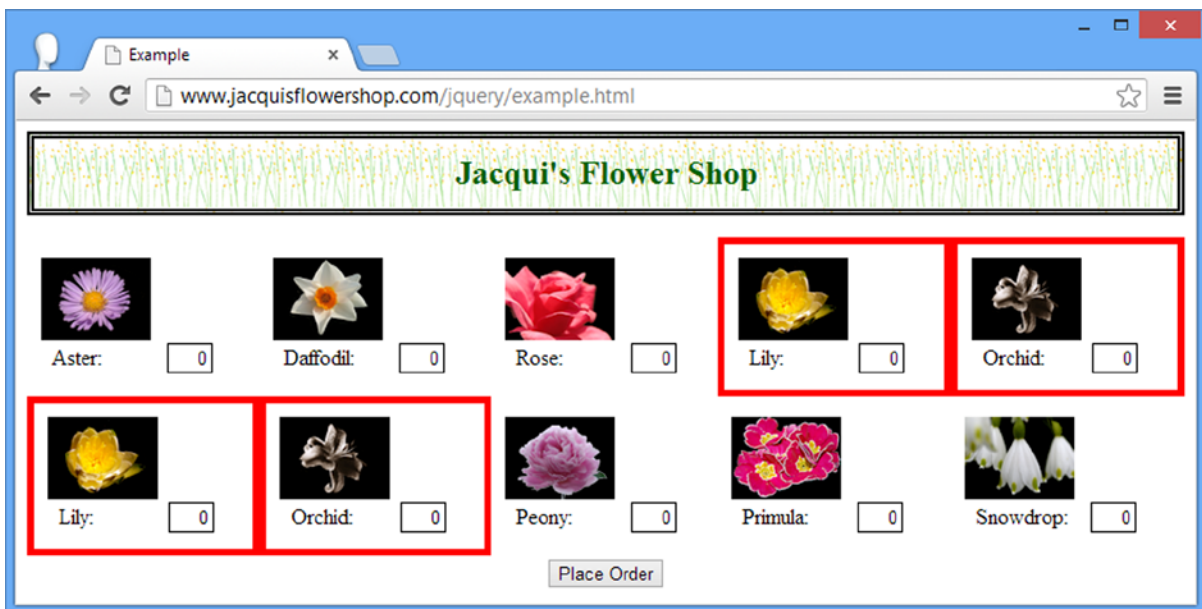 Example
www.jacquisflowershop.com/jquery/example.html
Jacqui's Flower Shop
Aster: 0 Daffodil: 0 Rose: 0 Lily: 0 Orchid: 0
Lily: 0 Orchid: 0 Peony: 0 Primula: 0 Snowdrop: 0
Place Order